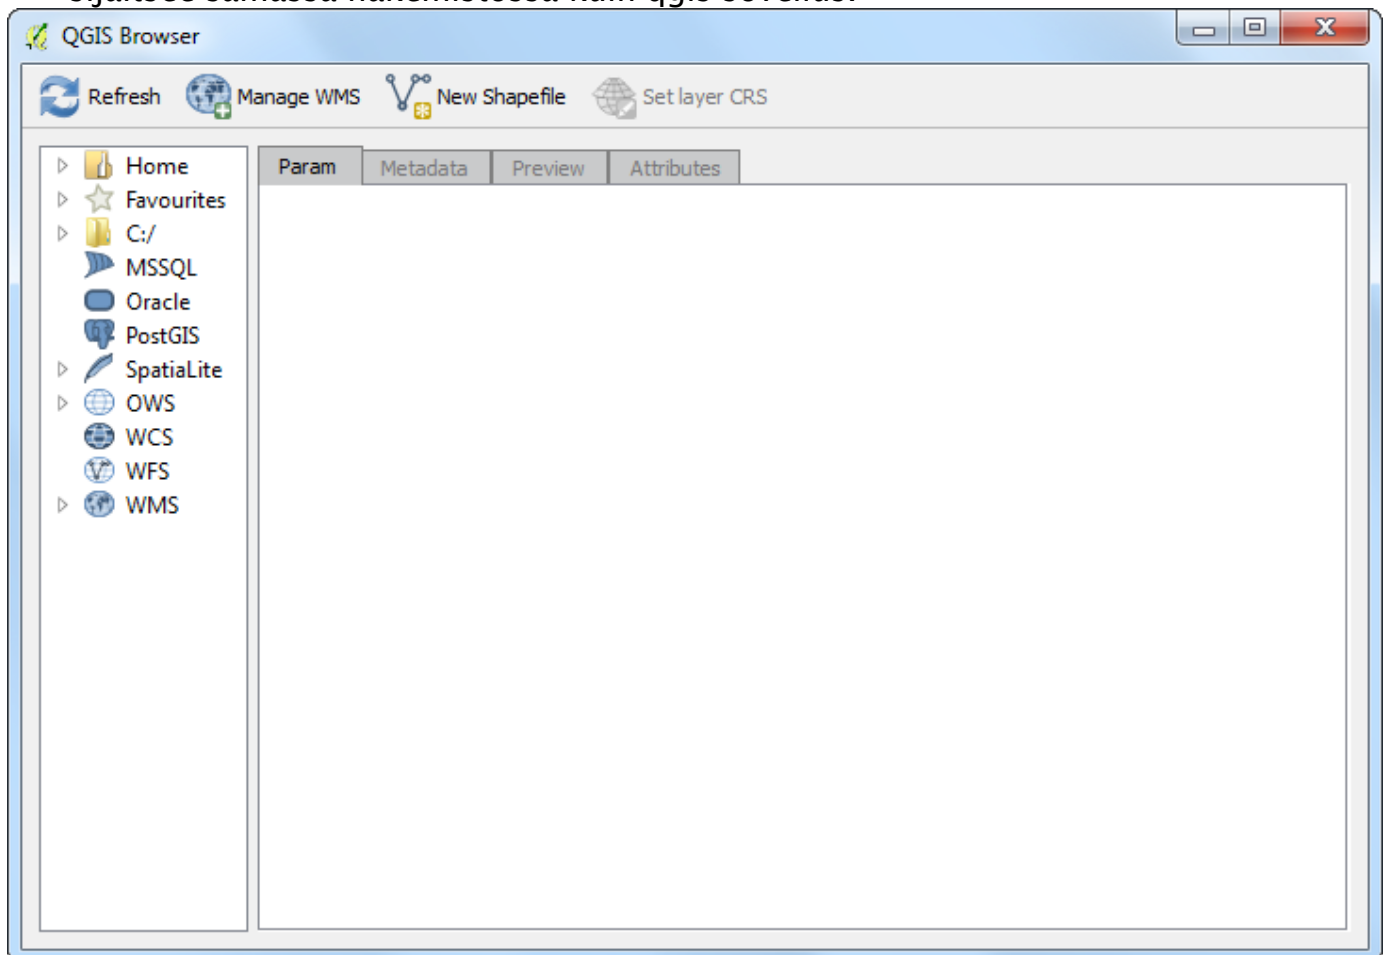 QGIS Browser
Refresh Manage WMS New Shapefile Set layer CRS
Home
Favourites
C:/
MSSQL
Oracle
PostGIS
SpatiaLite
OWS
WCS
WFS
WMS
Param Metadata Preview Attributes